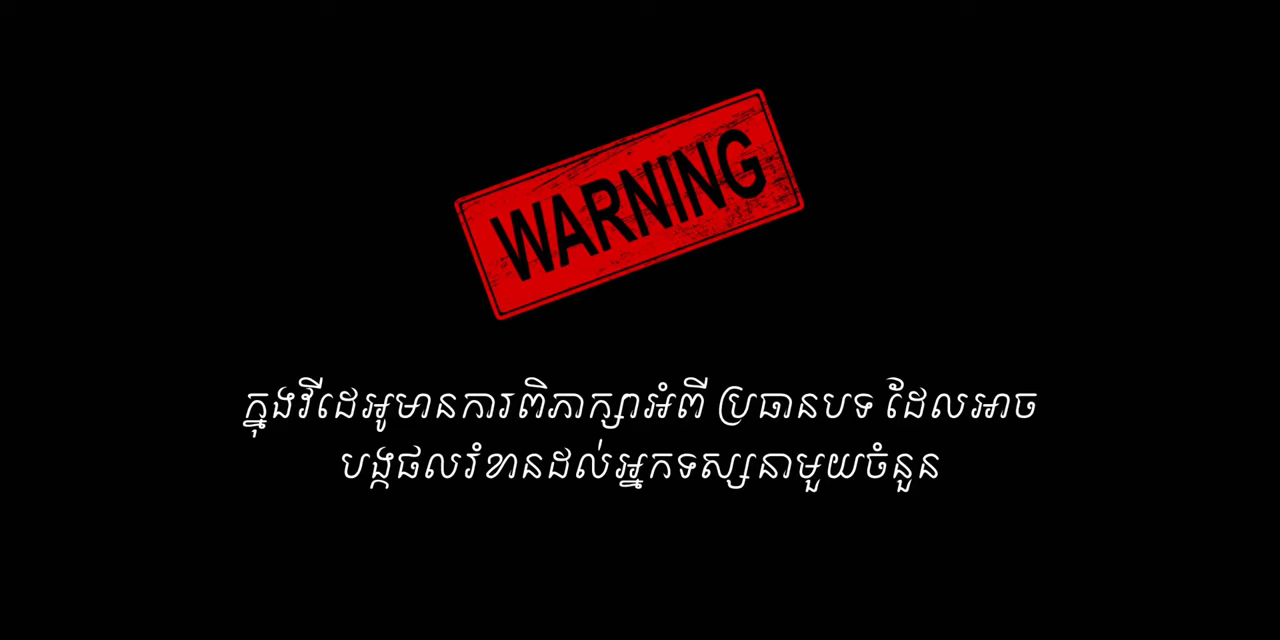 WARNING
ក្នុងវីដេអូមានការពិភាក្សាអំពី ប្រធានបទ ដែលអាច
បង្កផលរំខានដល់អ្នកទស្សនាមួយចំនួន